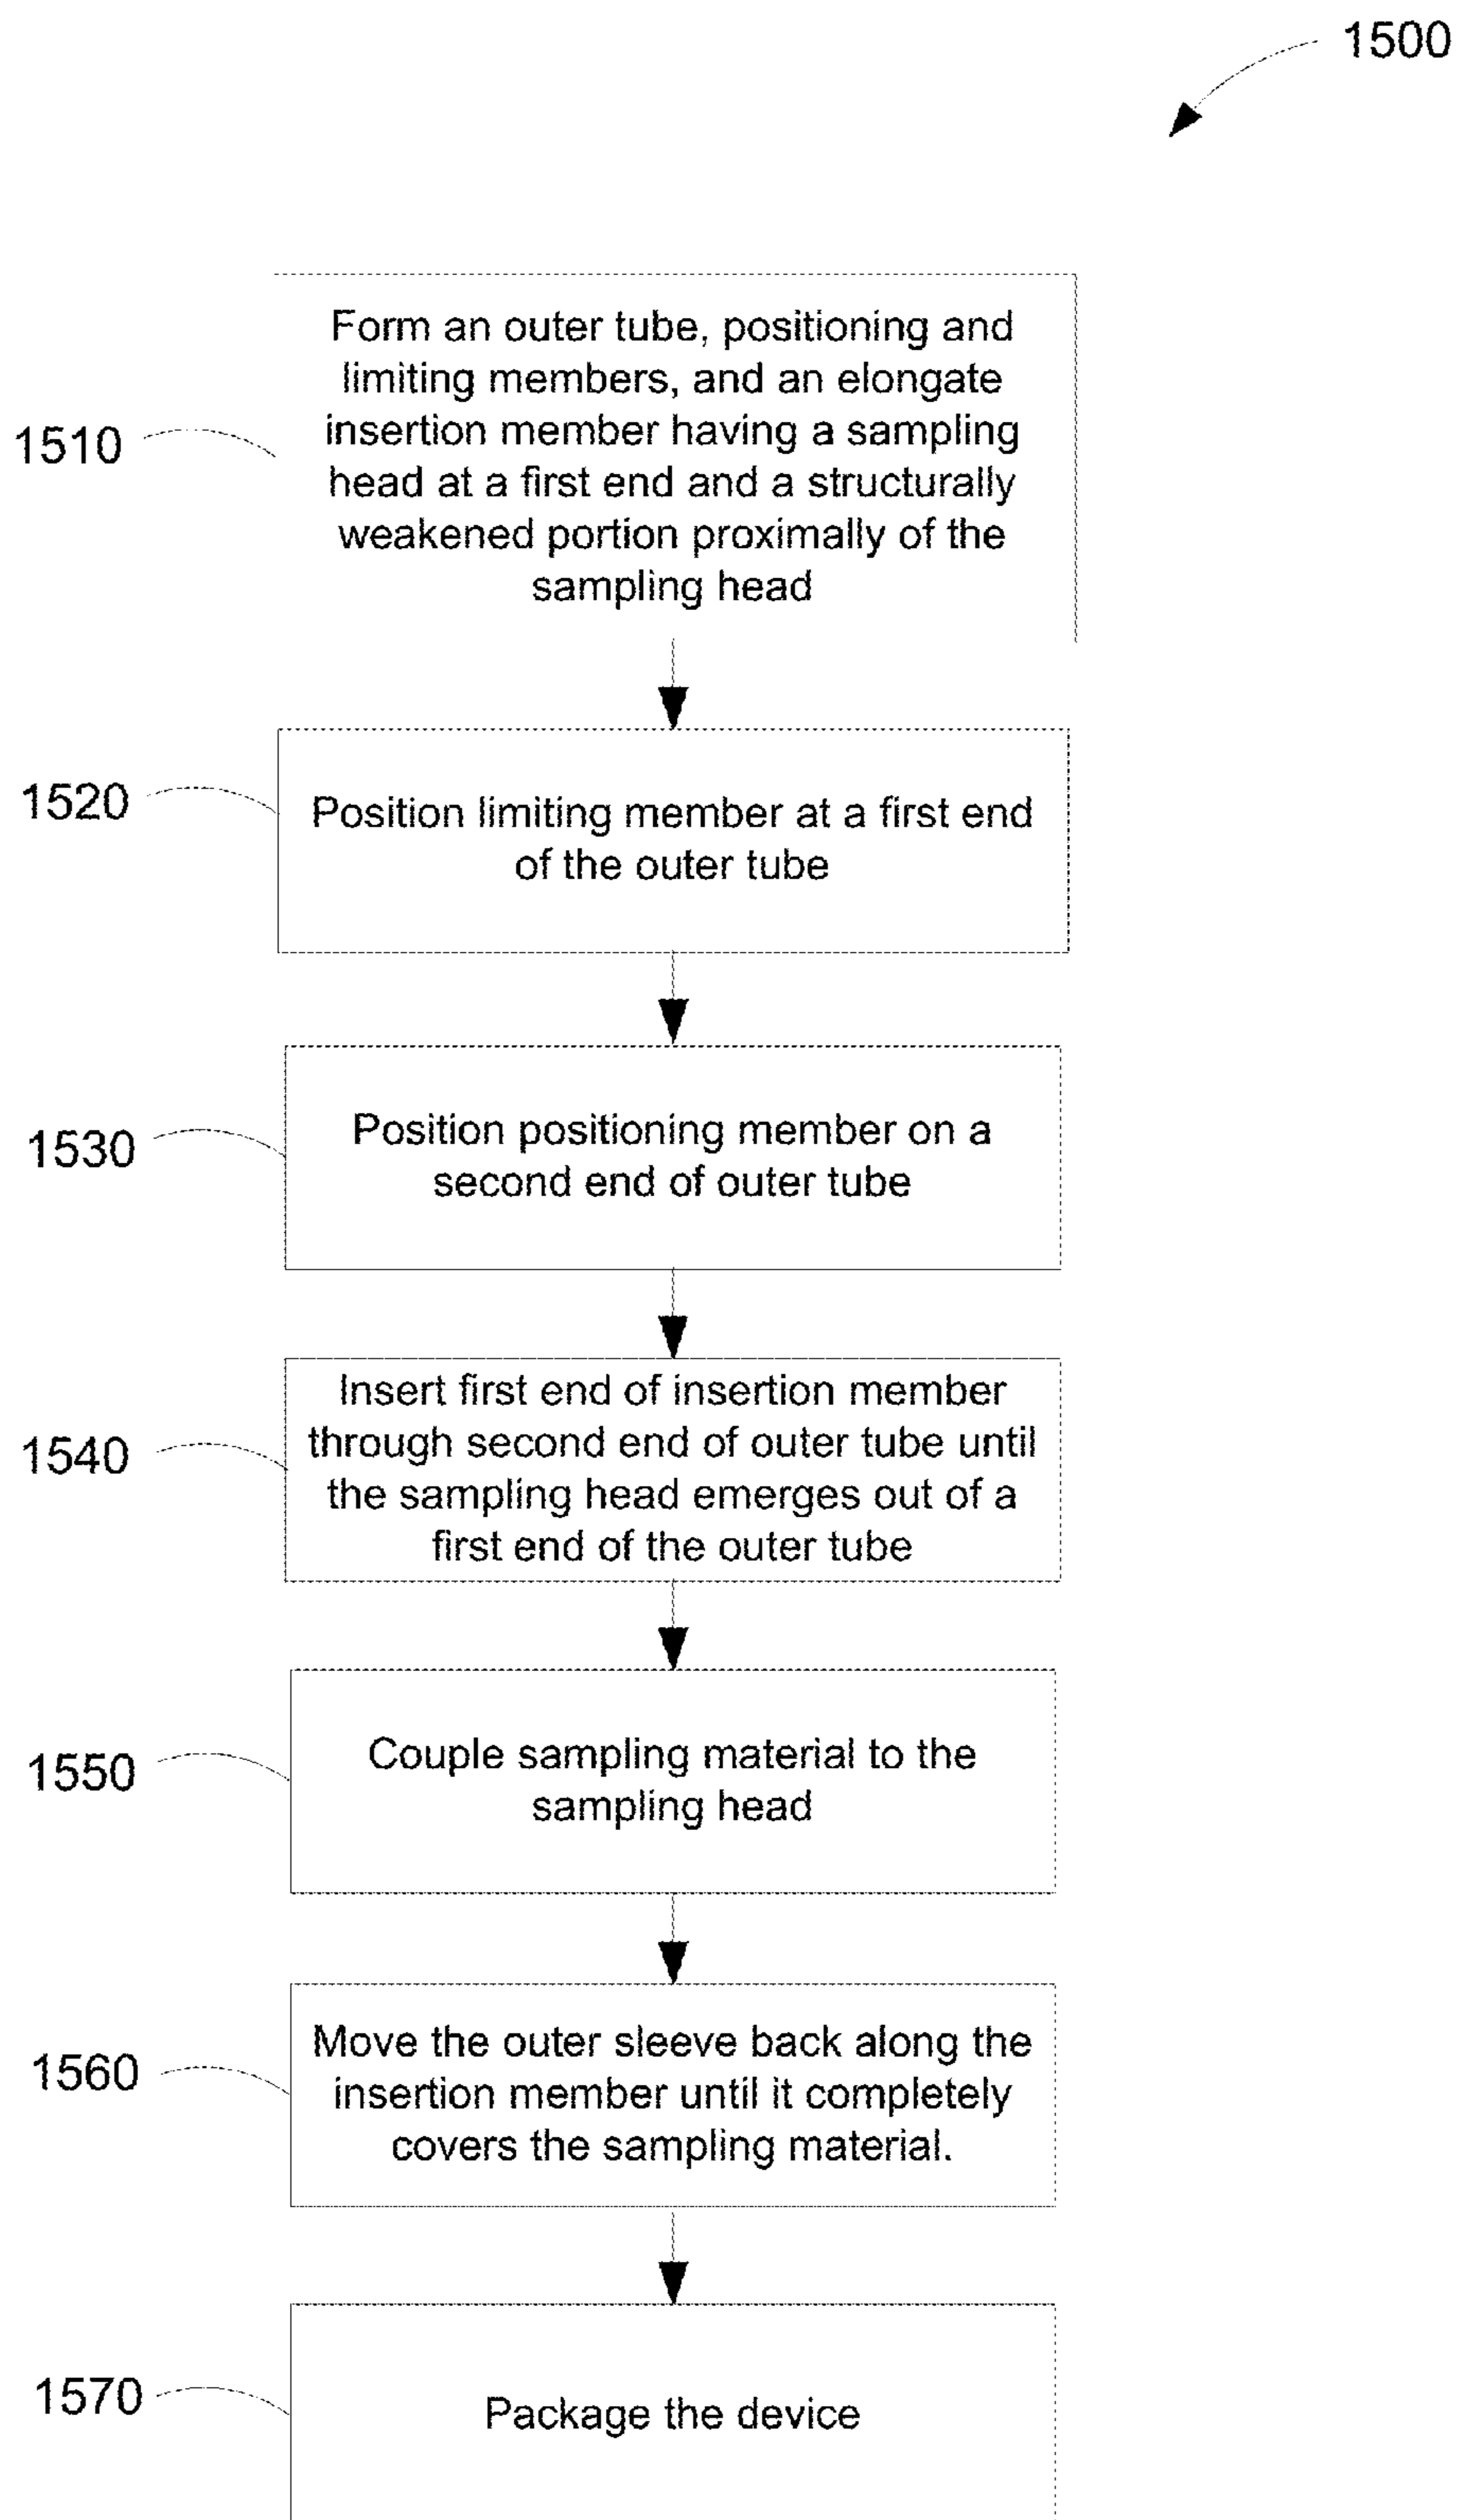 1500
1510
Form an outer tube, positioning and
limiting members, and an elongate
insertion member having a sampling
head at a first end and a structurally
weakened portion proximally of the
sampling head
1520
Position limiting member at a first end
of the outer tube
1530
Position positioning member on a
second end of outer tube
1540
Insert first end of insertion member
through second end of outer tube until
the sampling head emerges out of a
first end of the outer tube
1550
Couple sampling material to the
sampling head
1560
Move the outer sleeve back along the
insertion member until it completely
covers the sampling material.
1570
Package the device